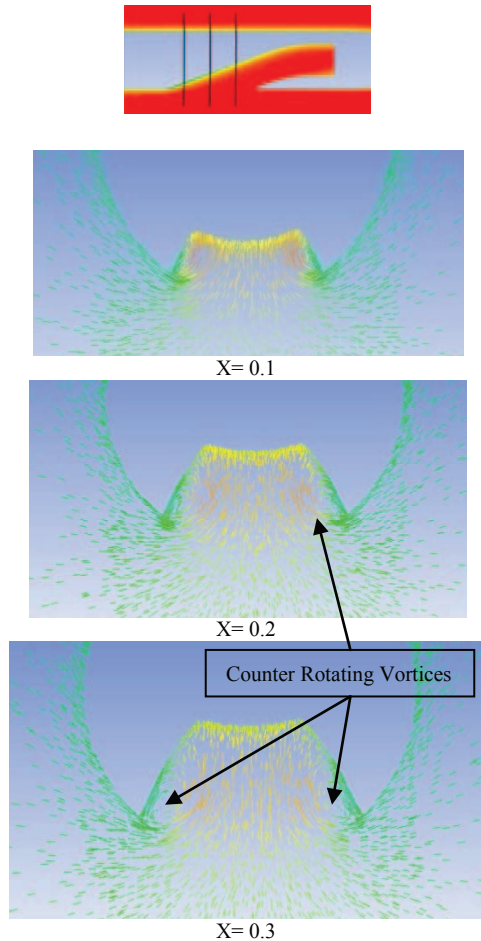 X= 0.1
X= 0.2
Counter Rotating Vortices
X= 0.3